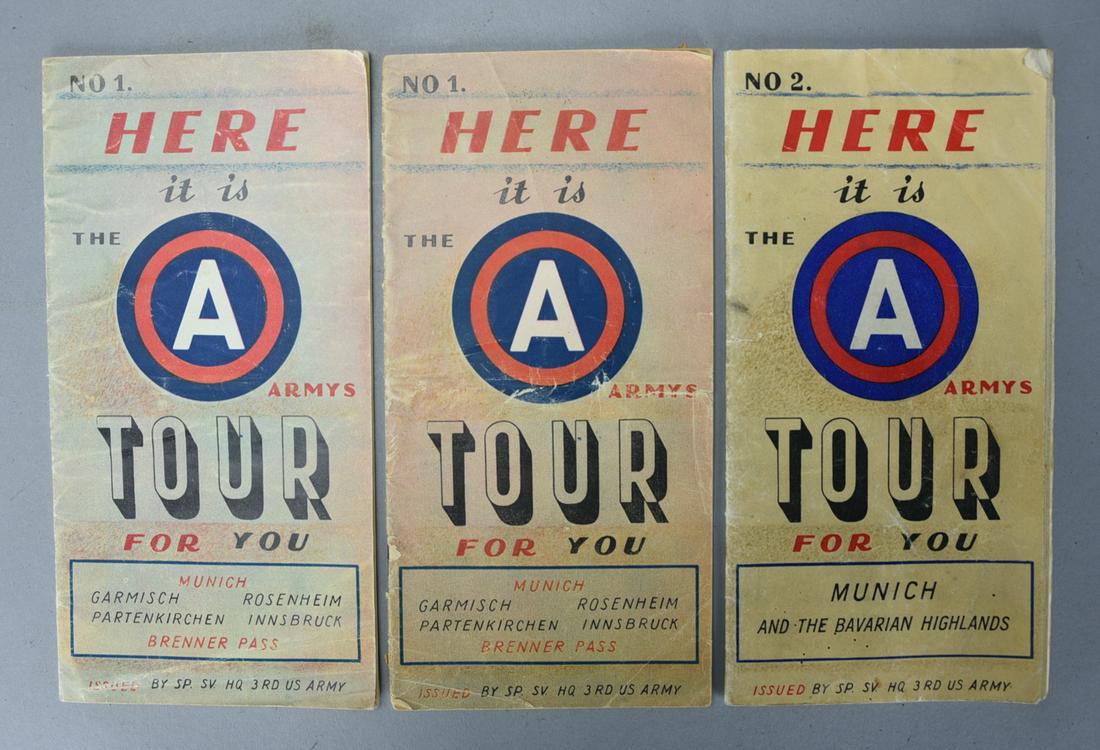 NO 1.
HERE
it is
THE
A
ARMYS
TOUR
FOR YOU
MUNICH
GARMISCH ROSENHEIM
PARTENKIRCHEN INNSBRUCK
BRENNER PASS
ISSUED BY SP. SV HQ 3RD US ARMY
NO 1.
HERE
it is
THE
A
ARMYS
TOUR
FOR YOU
MUNICH
GARMISCH ROSENHEIM
PARTENKIRCHEN INNSBRUCK
BRENNER PASS
ISSUED BY SP. SV HQ 3RD US ARMY
NO 2.
HERE
it is
THE
A
ARMYS
TOUR
FOR YOU
MUNICH
AND THE BAVARIAN HIGHLANDS
ISSUED BY SP. SV HQ 3RD US ARMY